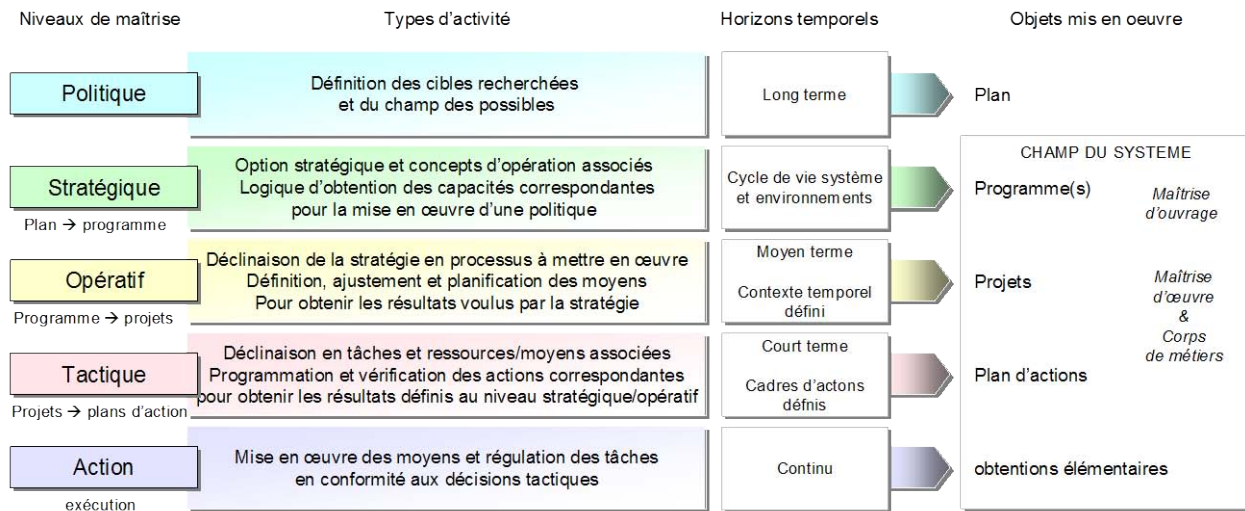 Niveaux de maîtrise
Types d'activité
Horizons temporels
Objets mis en oeuvre
Politique
Définition des cibles recherchées
et du champ des possibles
Long terme
Plan
CHAMP DU SYSTEME
Stratégique
Plan → programme
Option stratégique et concepts d'opération associés
Logique d'obtention des capacités correspondantes
pour la mise en œuvre d'une politique
Cycle de vie système
et environnements
Programme(s)
Maîtrise
d'ouvrage
Opératif
Programme → projets
Déclinaison de la stratégie en processus à mettre en œuvre
Définition, ajustement et planification des moyens
Pour obtenir les résultats voulus par la stratégie
Moyen terme
Contexte temporel
défini
Projets
Maîtrise
d'œuvre
&
Corps
de métiers
Tactique
Projets → plans d'action
Déclinaison en tâches et ressources/moyens associées
Programmation et vérification des actions correspondantes
pour obtenir les résultats définis au niveau stratégique/opératif
Court terme
Cadres d'actons
défnis
Plan d'actions
Action
exécution
Mise en œuvre des moyens et régulation des tâches
en conformité aux décisions tactiques
Continu
obtentions élémentaires